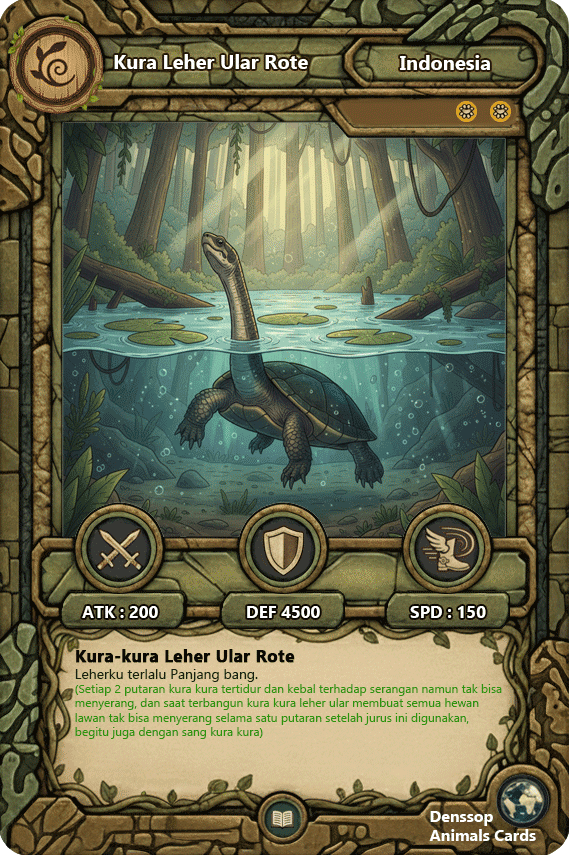 Kura Leher Ular Rote
Indonesia
ATK : 200
DEF 4500
SPD : 150
Kura-kura Leher Ular Rote
Leherku terlalu Panjang bang.
(Setiap 2 putaran kura kura tertidur dan kebal terhadap serangan namun tak bisa
menyerang, dan saat terbangun kura kura leher ular membuat semua hewan
lawan tak bisa menyerang selama satu putaran setelah jurus ini digunakan,
begitu juga dengan sang kura kura)
Denssop
Animals Cards